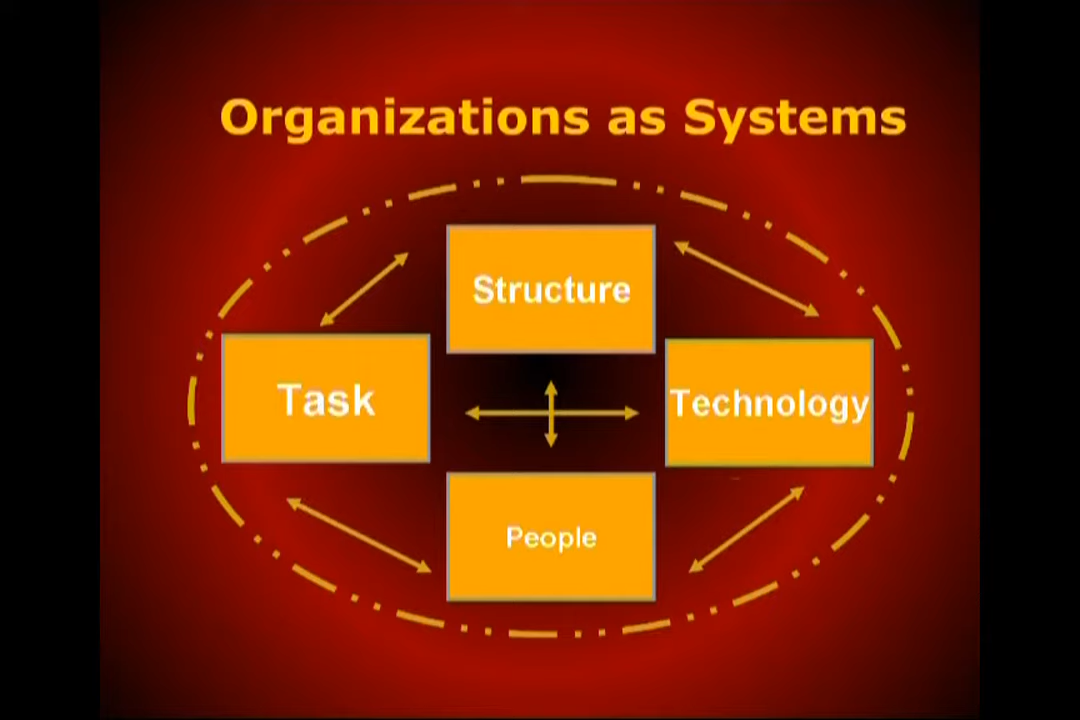 Organizations as Systems
Structure
Task
Technology
People